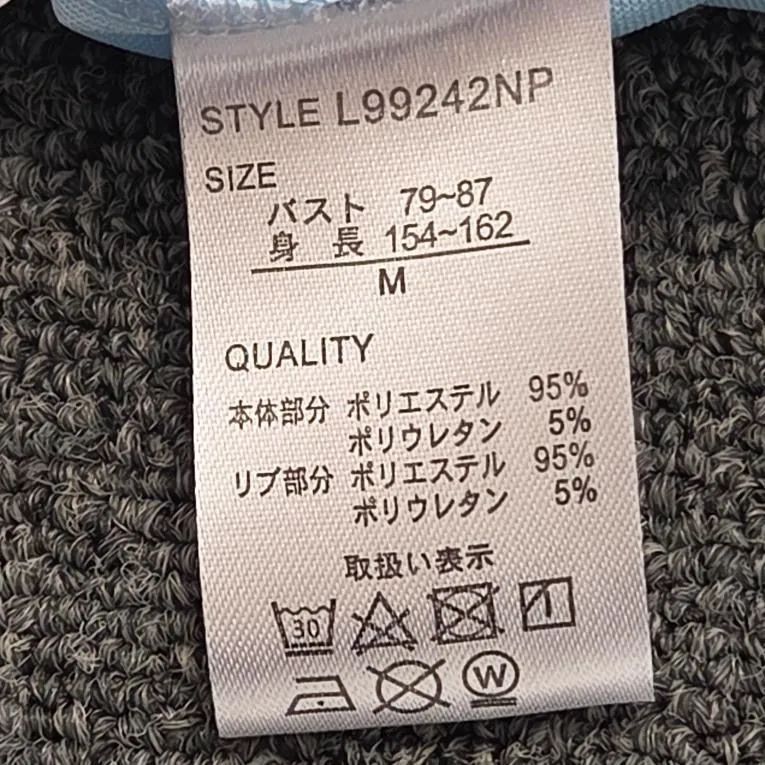 STYLE L99242NP
SIZE
バスト 79~87
身長 154~162
M
QUALITY
本体部分 ポリエステル 95%
ポリウレタン 5%
リブ部分 ポリエステル 95%
ポリウレタン 5%
取扱い表示
30
W